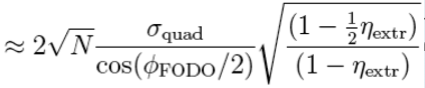 ≈ 2√N σ_quad / cos(ϕ_FODO/2) √((1 − ½η_extr) / (1 − η_extr))